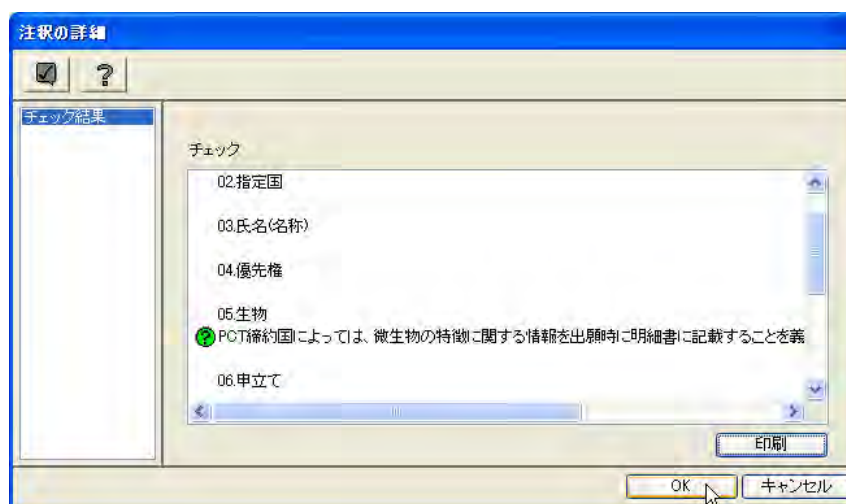 注釈の詳細
チェック結果
チェック
02.指定国
03.氏名(名称)
04.優先権
05.生物
PCT締約国によっては、微生物の特徴に関する情報を出願時に明細書に記載することを義
06.申立て
印刷
OK
キャンセル